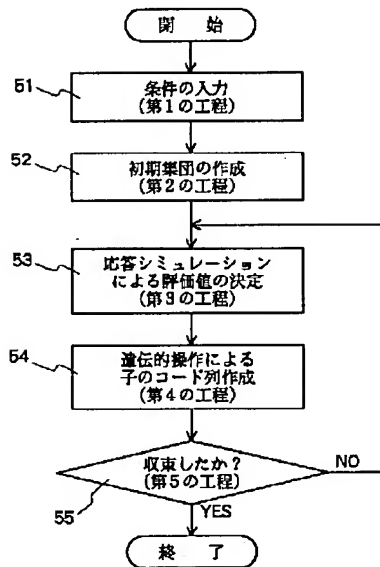 開 始
51
条件の入力
(第1の工程)
52
初期集団の作成
(第2の工程)
53
応答シミュレーション
による評価値の決定
(第3の工程)
54
遺伝的操作による
子のコード列作成
(第4の工程)
収束したか?
(第5の工程)
NO
55
YES
終 了